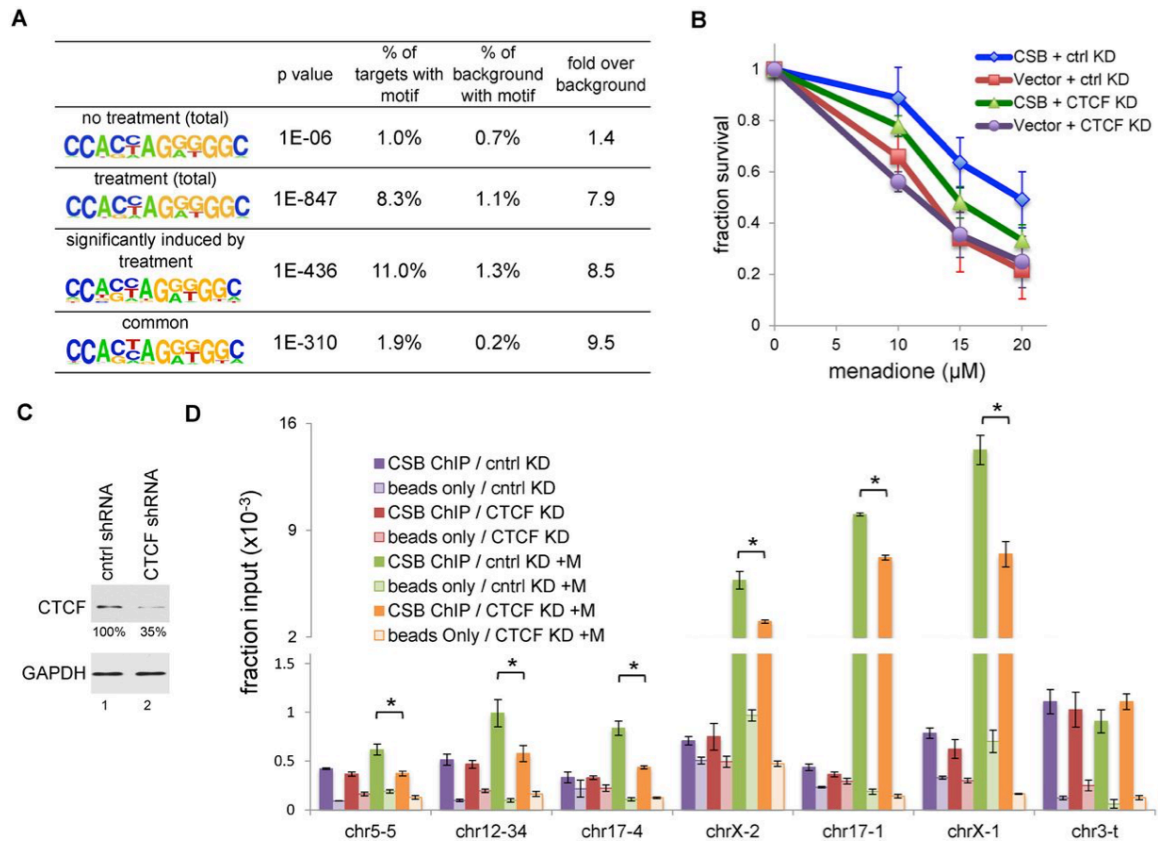 A
p value
% of targets with motif
% of background with motif
fold over background
no treatment (total)
1E-06
1.0%
0.7%
1.4
treatment (total)
1E-847
8.3%
1.1%
7.9
significantly induced by treatment
1E-436
11.0%
1.3%
8.5
common
1E-310
1.9%
0.2%
9.5
B
CSB + ctrl KD
Vector + ctrl KD
CSB + CTCF KD
Vector + CTCF KD
fraction survival
1
0.8
0.6
0.4
0.2
0
0
5
10
15
20
menadione (µM)
C
cntrl shRNA
CTCF shRNA
CTCF
100%
35%
GAPDH
1
2
D
CSB ChIP / cntrl KD
beads only / cntrl KD
CSB ChIP / CTCF KD
beads only / CTCF KD
CSB ChIP / cntrl KD +M
beads only / cntrl KD +M
CSB ChIP / CTCF KD +M
beads Only / CTCF KD +M
fraction input (x10⁻³)
16
9
2
1.5
1
0.5
0
*
*
*
*
*
*
chr5-5
chr12-34
chr17-4
chrX-2
chr17-1
chrX-1
chr3-t